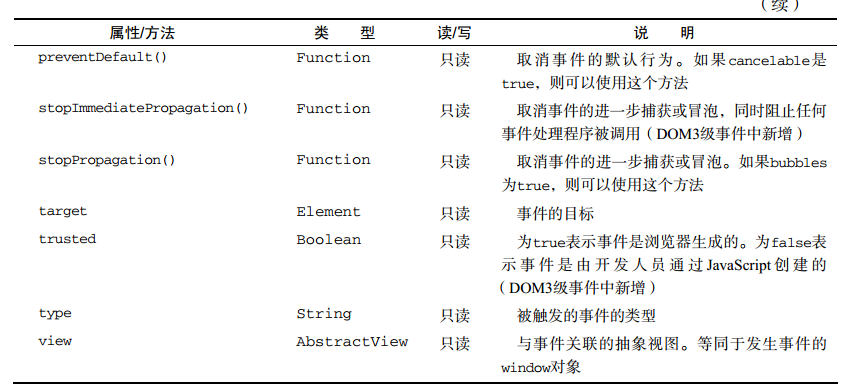 （续）
属性/方法 类 型 读/写 说 明
preventDefault() Function 只读 取消事件的默认行为。如果cancelable是
true，则可以使用这个方法
stopImmediatePropagation() Function 只读 取消事件的进一步捕获或冒泡，同时阻止任何
事件处理程序被调用（DOM3级事件中新增）
stopPropagation() Function 只读 取消事件的进一步捕获或冒泡。如果bubbles
为true，则可以使用这个方法
target Element 只读 事件的目标
trusted Boolean 只读 为true表示事件是浏览器生成的。为false表
示事件是由开发人员通过JavaScript创建的
（DOM3级事件中新增）
type String 只读 被触发的事件的类型
view AbstractView 只读 与事件关联的抽象视图。等同于发生事件的
window对象